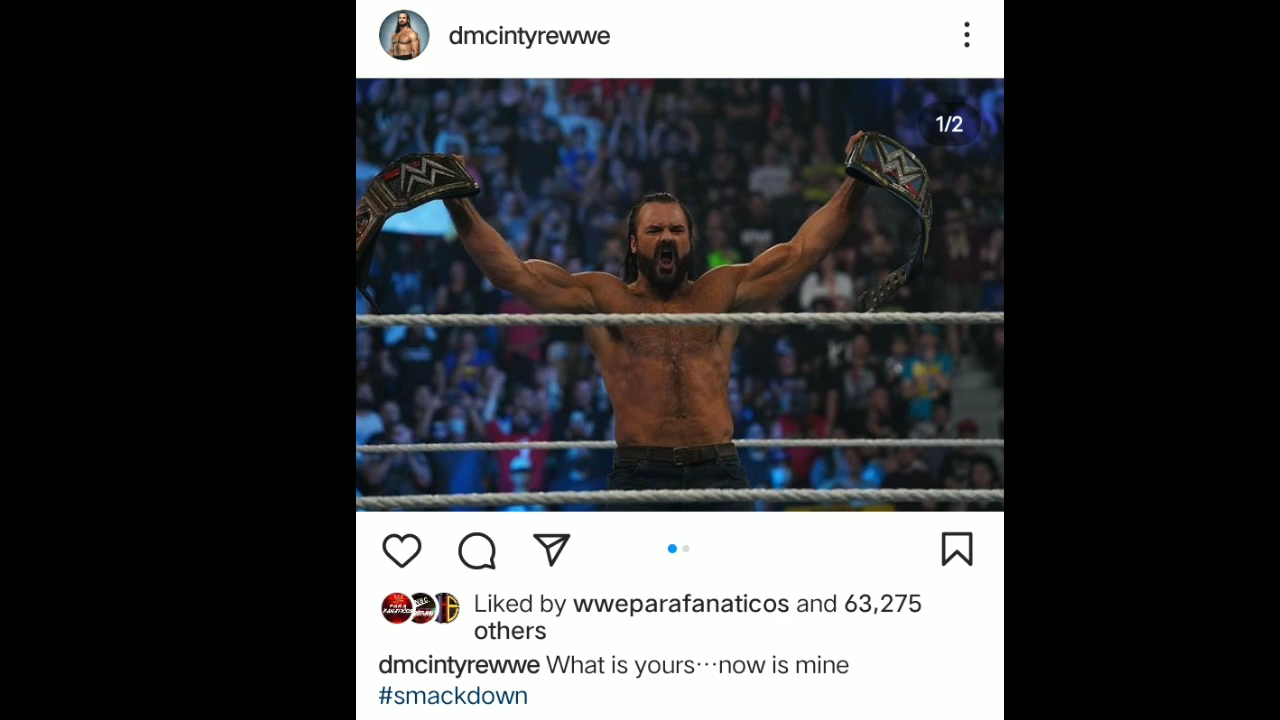 dmcintyrewwe
1/2
Liked by wweparafanaticos and 63,275
others
dmcintyrewwe What is yours···now is mine
#smackdown